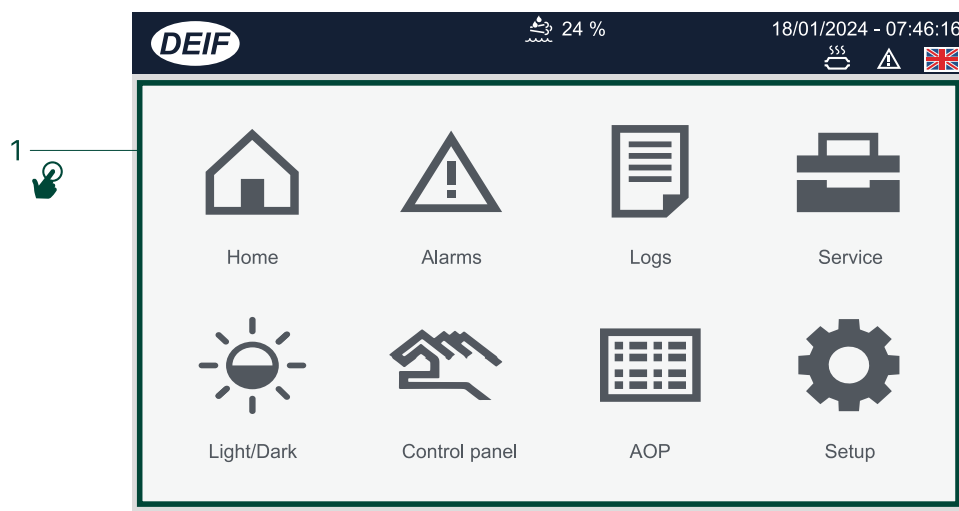 DEIF
24 %
18/01/2024 - 07:46:16
1
Home Alarms Logs Service
Light/Dark Control panel AOP Setup